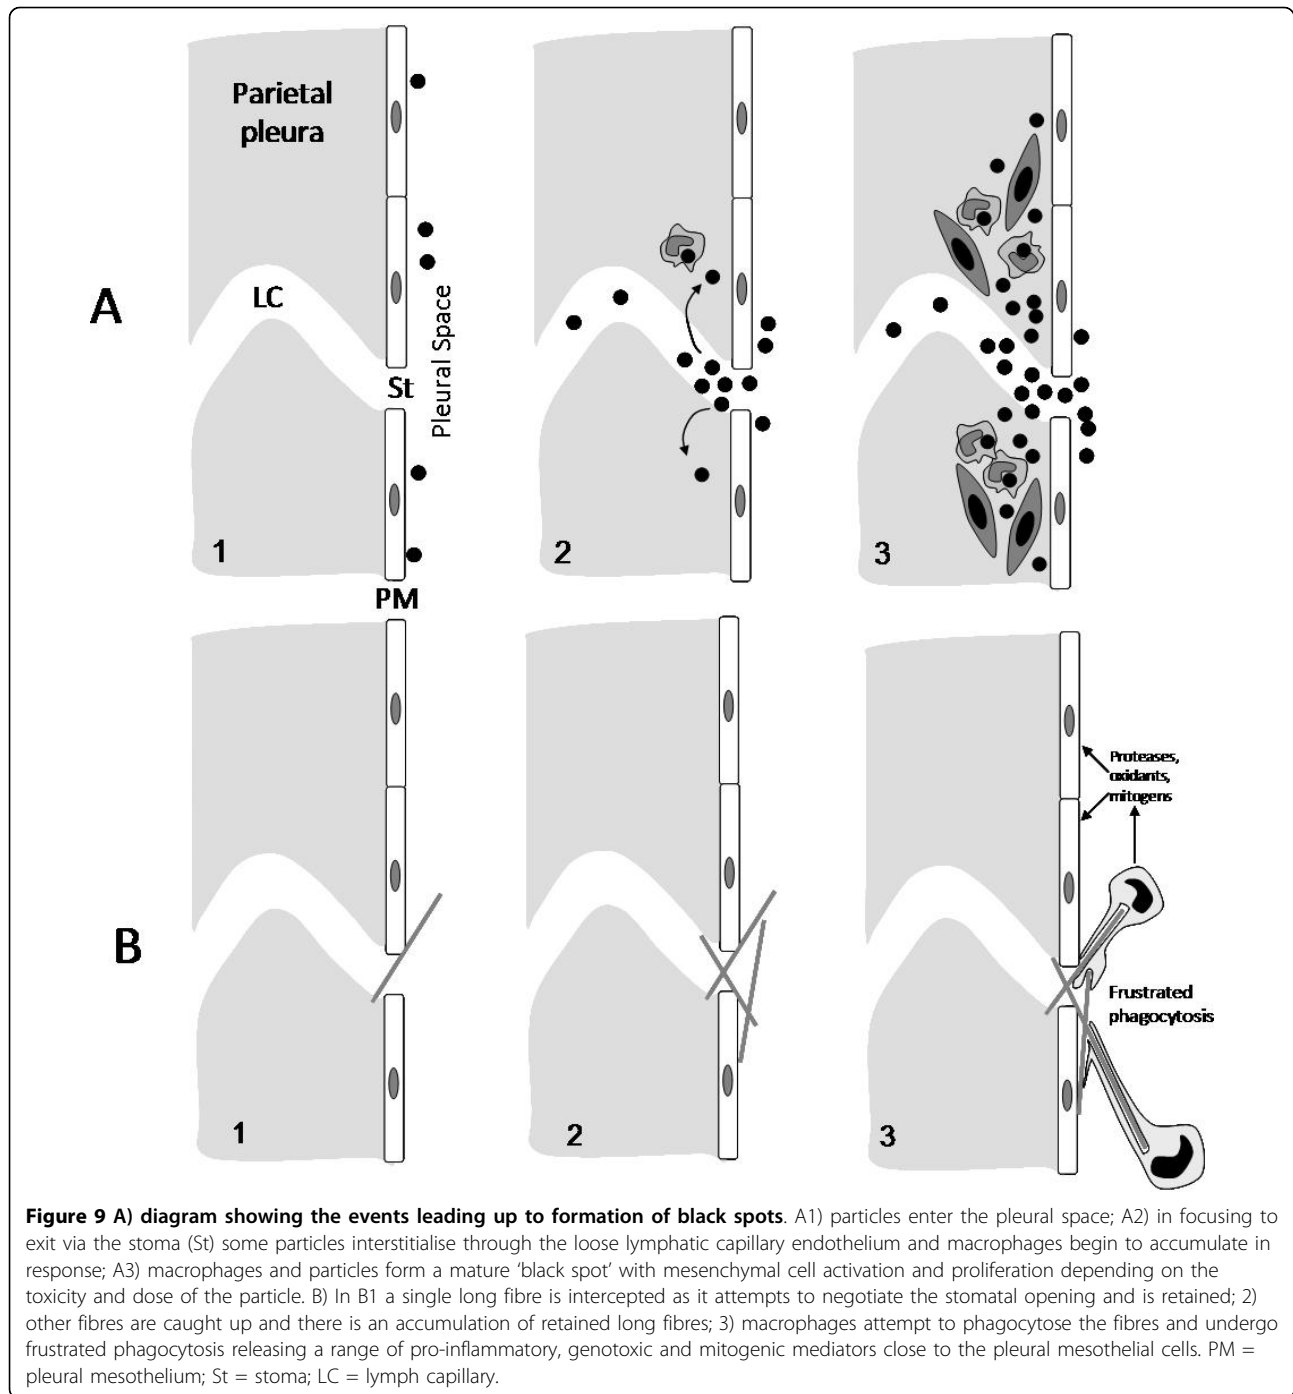 Parietal
pleura
A
LC
St
Pleural Space
1
2
3
PM
B
Proteases,
oxidants,
mitogens
Frustrated
phagocytosis
1
2
3
Figure 9 A) diagram showing the events leading up to formation of black spots. A1) particles enter the pleural space; A2) in focusing to
exit via the stoma (St) some particles interstitialise through the loose lymphatic capillary endothelium and macrophages begin to accumulate in
response; A3) macrophages and particles form a mature ‘black spot’ with mesenchymal cell activation and proliferation depending on the
toxicity and dose of the particle. B) In B1 a single long fibre is intercepted as it attempts to negotiate the stomatal opening and is retained; 2)
other fibres are caught up and there is an accumulation of retained long fibres; 3) macrophages attempt to phagocytose the fibres and undergo
frustrated phagocytosis releasing a range of pro-inflammatory, genotoxic and mitogenic mediators close to the pleural mesothelial cells. PM =
pleural mesothelium; St = stoma; LC = lymph capillary.